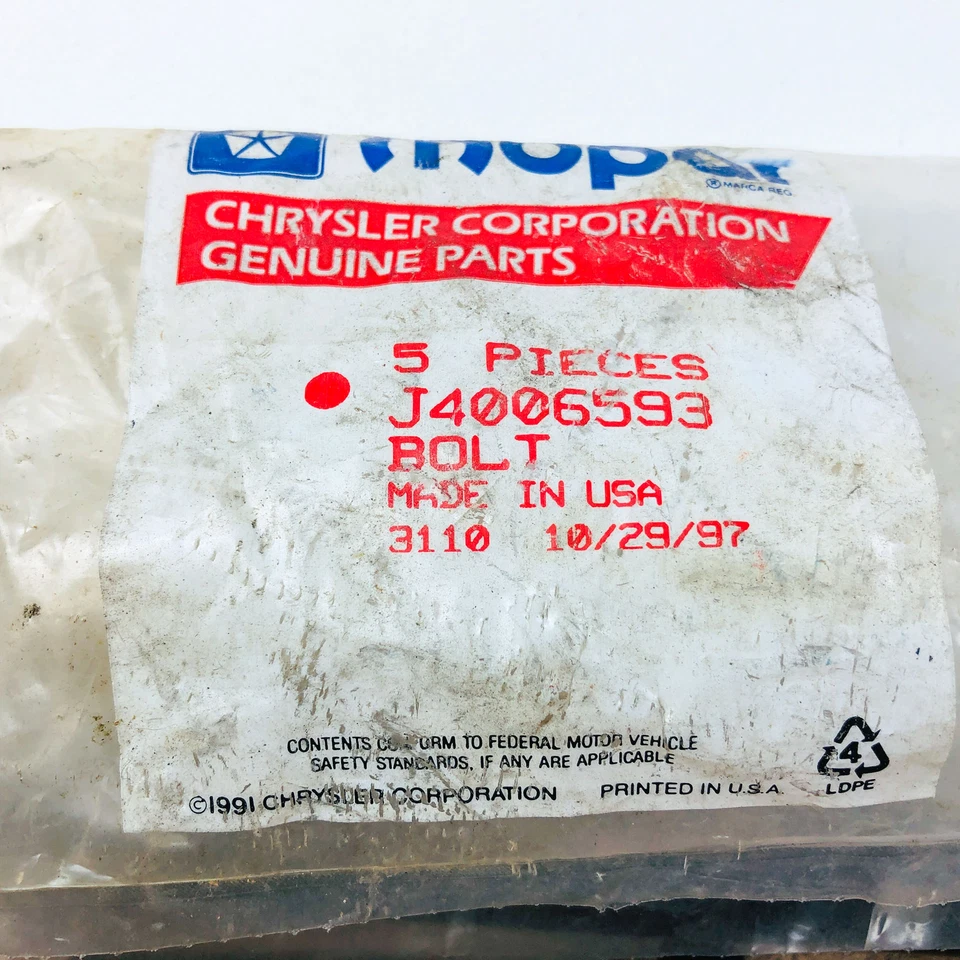 mopar
® MARCA REG.
CHRYSLER CORPORATION
GENUINE PARTS
5 PIECES
J4006593
BOLT
MADE IN USA
3110 10/29/97
CONTENTS CONFORM TO FEDERAL MOTOR VEHICLE
SAFETY STANDARDS, IF ANY ARE APPLICABLE
©1991 CHRYSLER CORPORATION PRINTED IN U.S.A.
4
LDPE